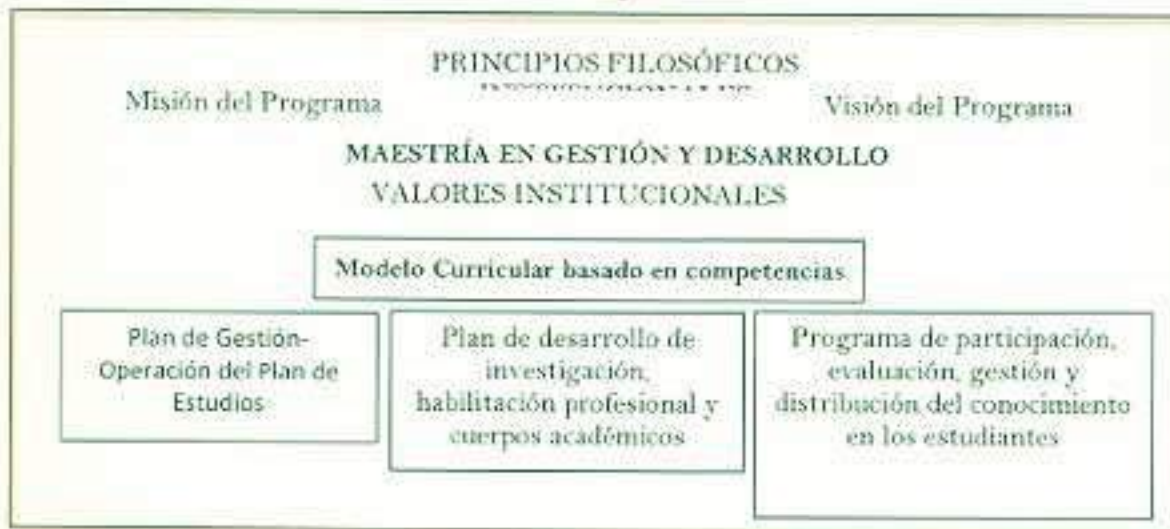 PRINCIPIOS FILOSÓFICOS
Misión del Programa
Visión del Programa
MAESTRÍA EN GESTIÓN Y DESARROLLO
VALORES INSTITUCIONALES
Modelo Curricular basado en competencias
Plan de Gestión-
Operación del Plan de
Estudios
Plan de desarrollo de
investigación,
habilitación profesional y
cuerpos académicos
Programa de participación,
evaluación, gestión y
distribución del conocimiento
en los estudiantes